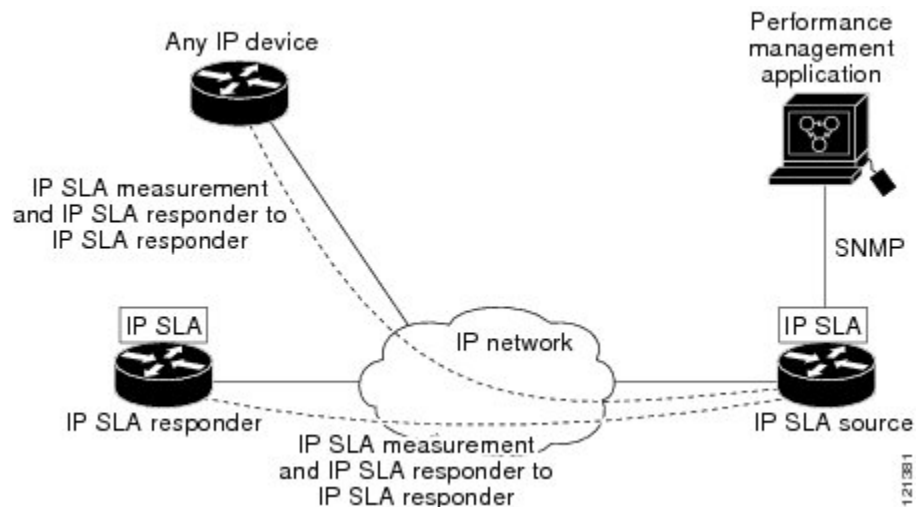 Any IP device
Performance
management
application
IP SLA measurement
and IP SLA responder to
IP SLA responder
SNMP
IP SLA
IP network
IP SLA
IP SLA responder
IP SLA source
IP SLA measurement
and IP SLA responder to
IP SLA responder
121381